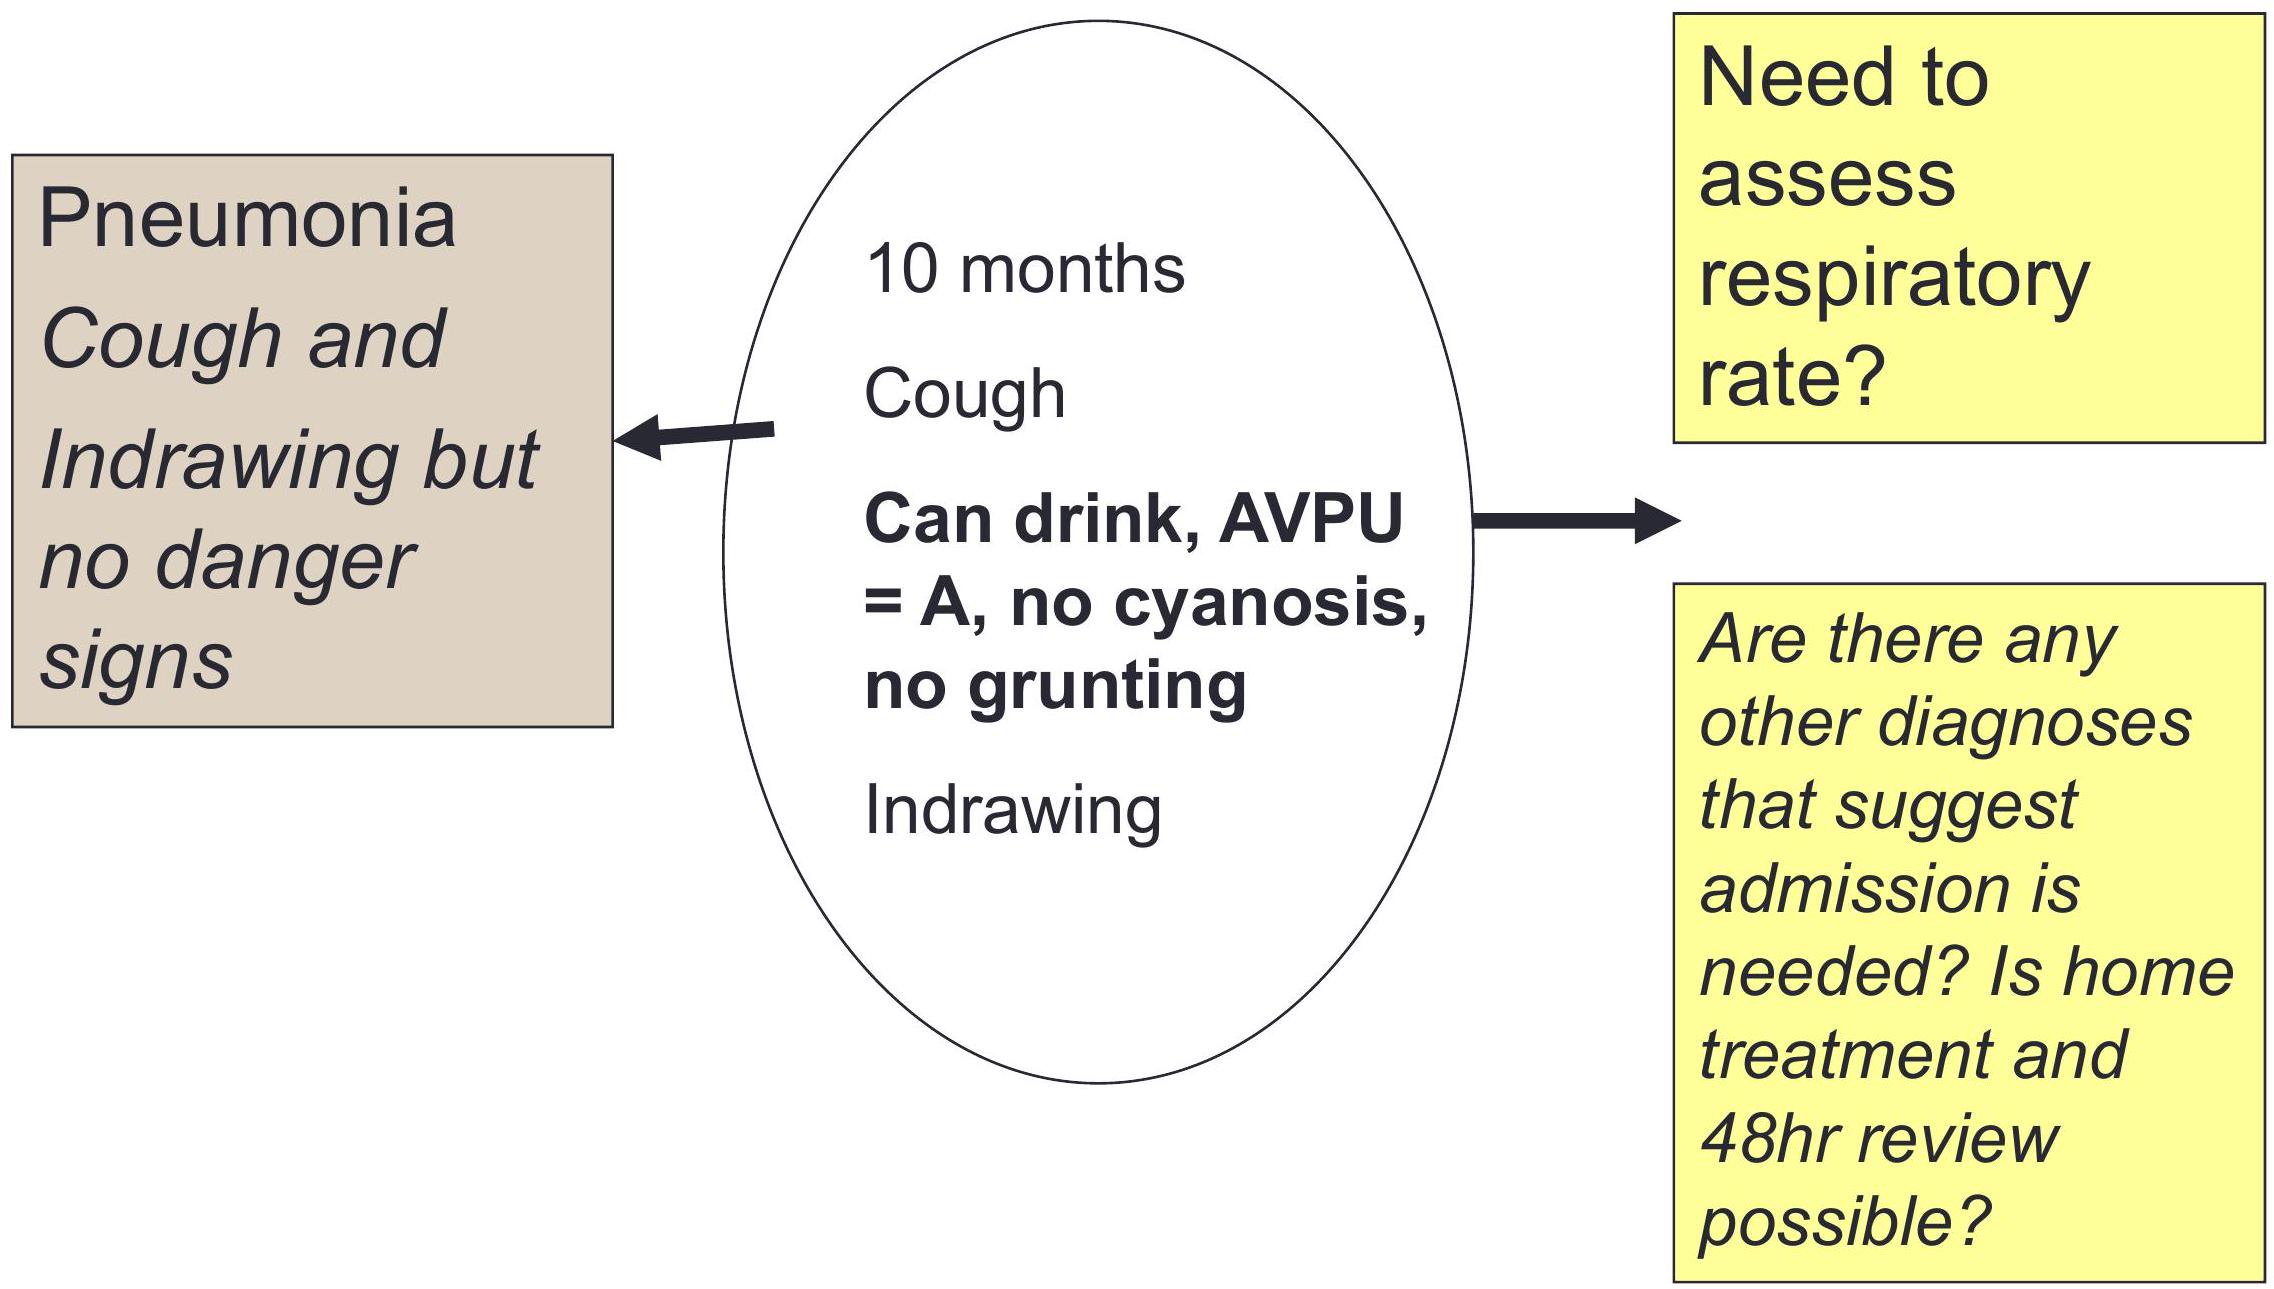 Pneumonia
Cough and
Indrawing but
no danger
signs
10 months
Cough
Can drink, AVPU
= A, no cyanosis,
no grunting
Indrawing
Need to
assess
respiratory
rate?
Are there any
other diagnoses
that suggest
admission is
needed? Is home
treatment and
48hr review
possible?